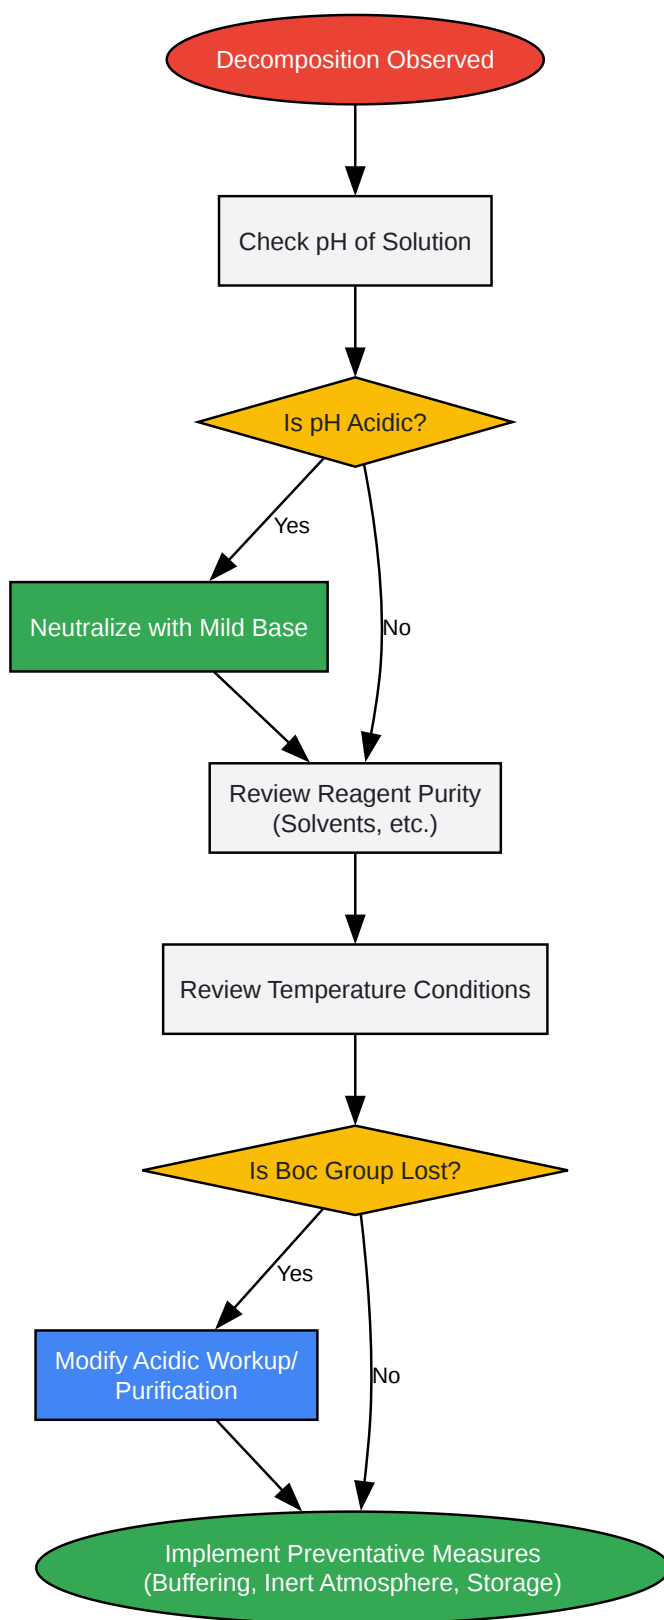 Decomposition Observed
Check pH of Solution
Is pH Acidic?
Yes
Neutralize with Mild Base
No
Review Reagent Purity
(Solvents, etc.)
Review Temperature Conditions
Is Boc Group Lost?
Yes
Modify Acidic Workup/
Purification
No
Implement Preventative Measures
(Buffering, Inert Atmosphere, Storage)